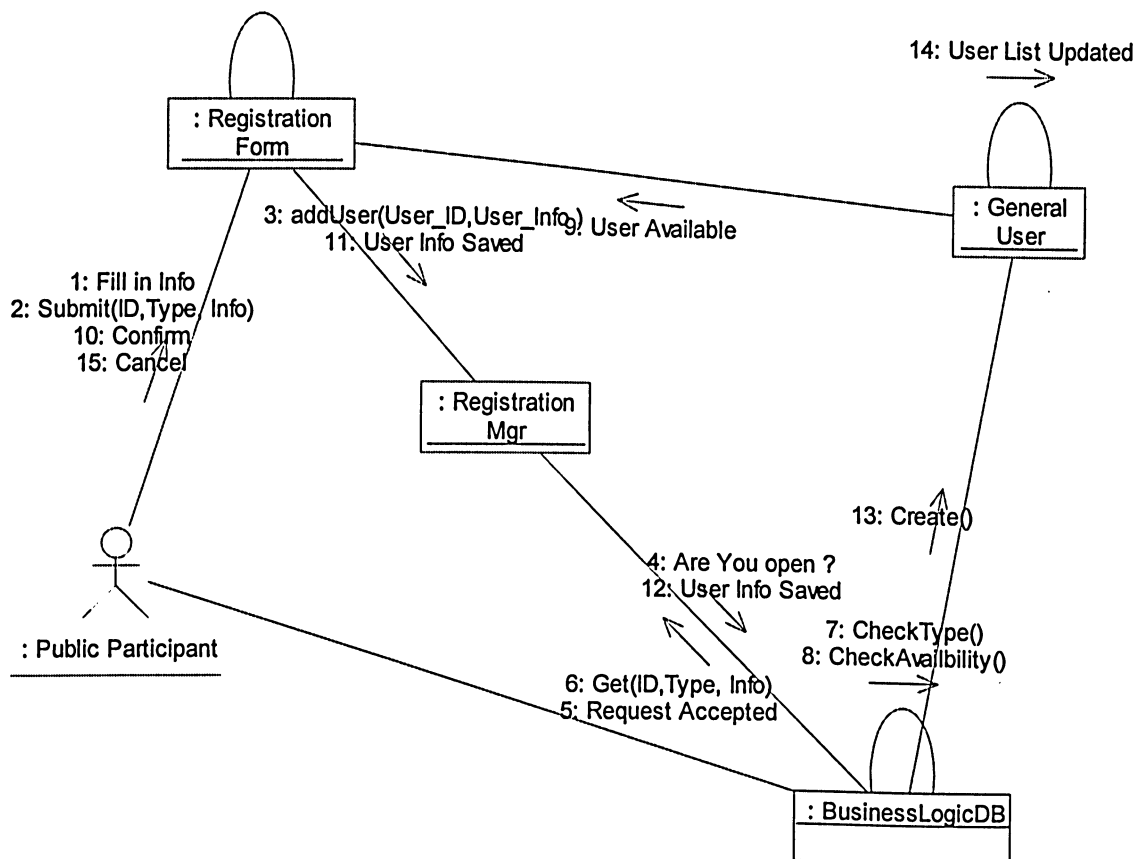 14: User List Updated
: Registration
Form
: General
User
3: addUser(User_ID,User_Info)
9: User Available
11: User Info Saved
1: Fill in Info
2: Submit(ID,Type, Info)
10: Confirm
15: Cancel
: Registration
Mgr
13: Create()
4: Are You open ?
12: User Info Saved
: Public Participant
7: CheckType()
8: CheckAvailbility()
6: Get(ID,Type, Info)
5: Request Accepted
: BusinessLogicDB